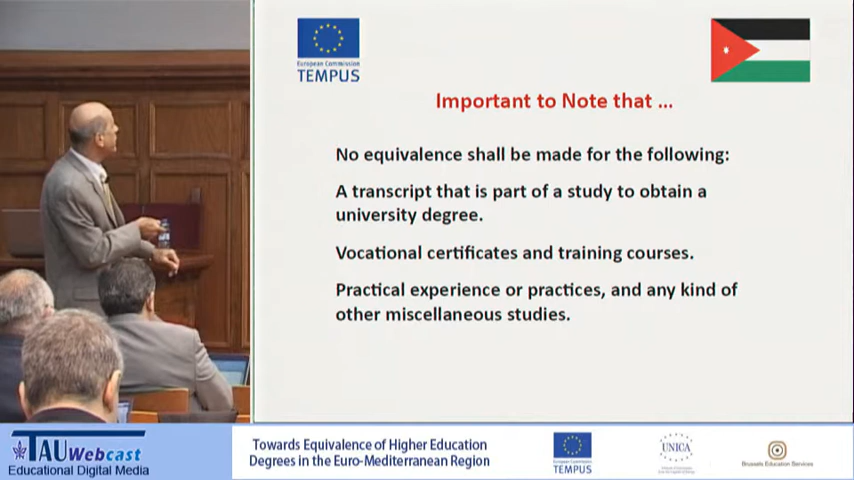 European Commission
TEMPUS
Important to Note that ...
No equivalence shall be made for the following:
A transcript that is part of a study to obtain a
university degree.
Vocational certificates and training courses.
Practical experience or practices, and any kind of
other miscellaneous studies.
TAU Webcast
Educational Digital Media
Towards Equivalence of Higher Education
Degrees in the Euro-Mediterranean Region
European Commission
TEMPUS
UNICA
Brussels Education Services